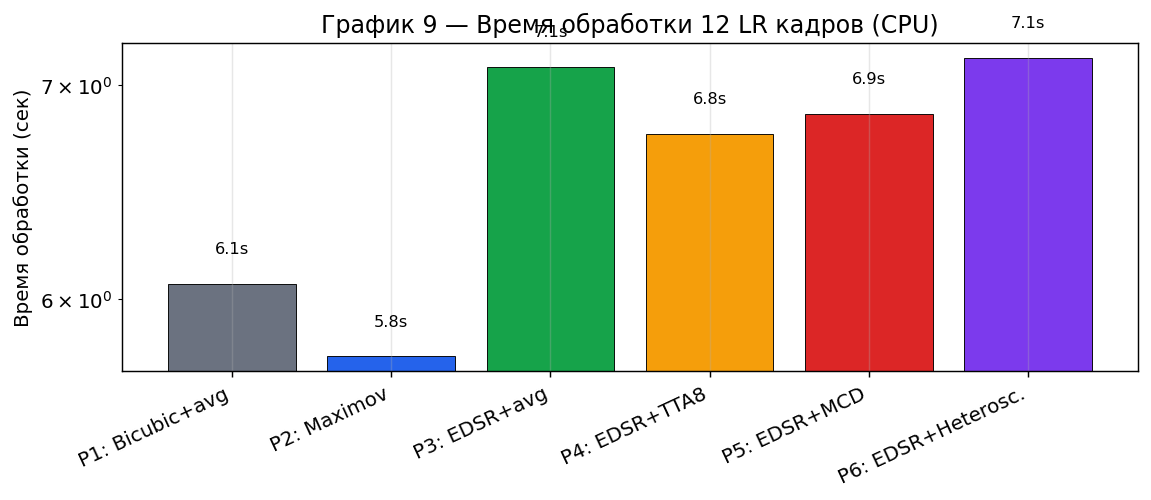 График 9 — Время обработки 12 LR кадров (CPU)
7.1s
7.1s
6.9s
6.8s
6.1s
5.8s
Время обработки (сек)
7 × 10⁰
6 × 10⁰
P1: Bicubic+avg
P2: Maximov
P3: EDSR+avg
P4: EDSR+TTA8
P5: EDSR+MCD
P6: EDSR+Heterosc.